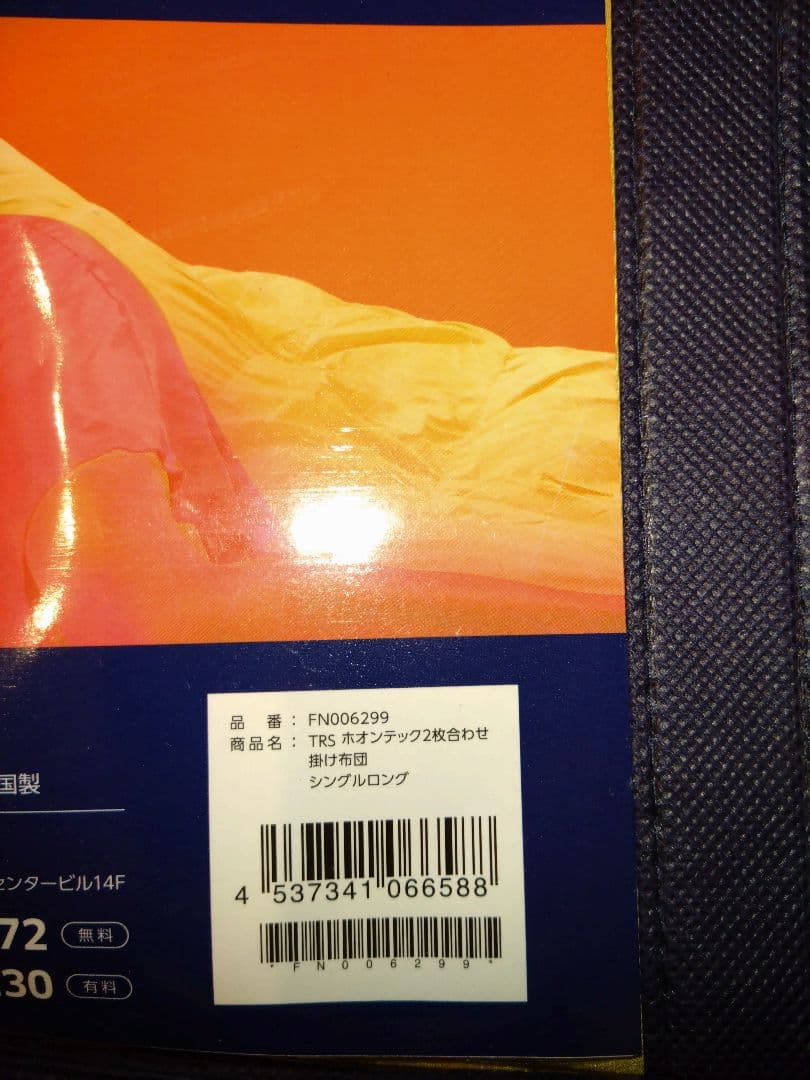 品 番： FN006299
商品名： TRS ホオンテック2枚合わせ
掛け布団
シングルロング
4 537341 066588
*FN006299*
国製
センタービル14F
72 無料
30 有料